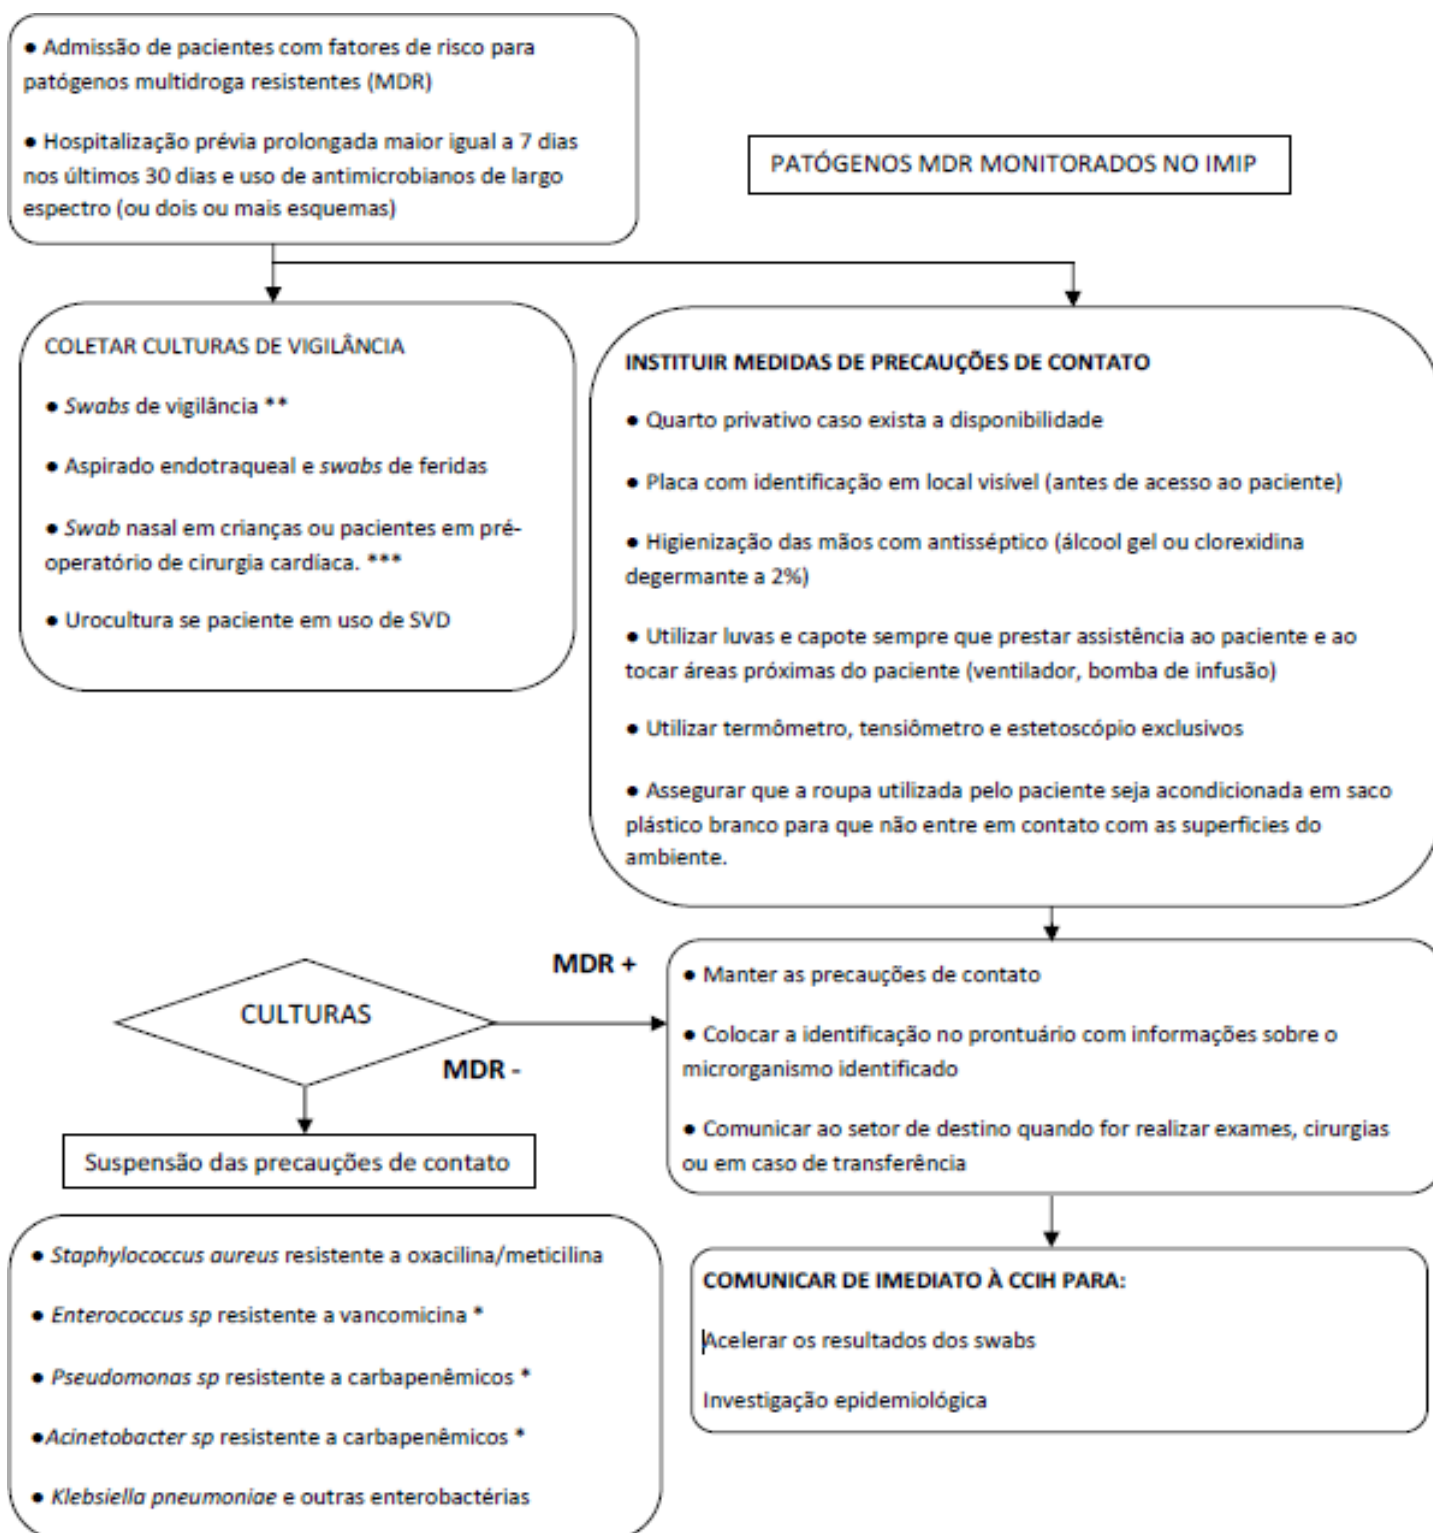 ● Admissão de pacientes com fatores de risco para
patógenos multidroga resistentes (MDR)
● Hospitalização prévia prolongada maior igual a 7 dias
nos últimos 30 dias e uso de antimicrobianos de largo
espectro (ou dois ou mais esquemas)
PATÓGENOS MDR MONITORADOS NO IMIP
COLETAR CULTURAS DE VIGILÂNCIA
● Swabs de vigilância **
● Aspirado endotraqueal e swabs de feridas
● Swab nasal em crianças ou pacientes em pré-
operatório de cirurgia cardíaca. ***
● Urocultura se paciente em uso de SVD
INSTITUIR MEDIDAS DE PRECAUÇÕES DE CONTATO
● Quarto privativo caso exista a disponibilidade
● Placa com identificação em local visível (antes de acesso ao paciente)
● Higienização das mãos com antisséptico (álcool gel ou clorexidina
degermante a 2%)
● Utilizar luvas e capote sempre que prestar assistência ao paciente e ao
tocar áreas próximas do paciente (ventilador, bomba de infusão)
● Utilizar termômetro, tensiômetro e estetoscópio exclusivos
● Assegurar que a roupa utilizada pelo paciente seja acondicionada em saco
plástico branco para que não entre em contato com as superficies do
ambiente.
CULTURAS
MDR +
MDR -
● Manter as precauções de contato
● Colocar a identificação no prontuário com informações sobre o
microrganismo identificado
● Comunicar ao setor de destino quando for realizar exames, cirurgias
ou em caso de transferência
Suspensão das precauções de contato
● Staphylococcus aureus resistente a oxacilina/meticilina
● Enterococcus sp resistente a vancomicina *
● Pseudomonas sp resistente a carbapenêmicos *
●Acinetobacter sp resistente a carbapenêmicos *
● Klebsiella pneumoniae e outras enterobactérias
COMUNICAR DE IMEDIATO À CCIH PARA:
Acelerar os resultados dos swabs
Investigação epidemiológica